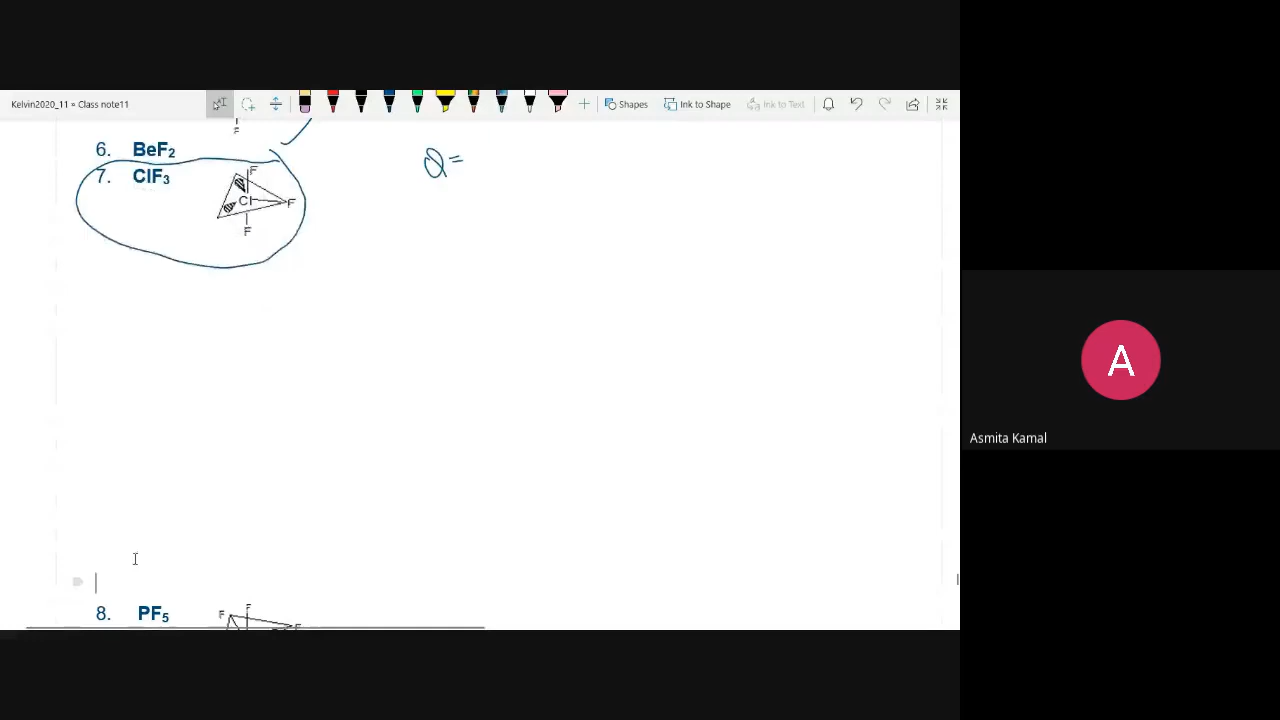 Kelvin2020_11 » Class note11
Shapes
Ink to Shape
Ink to Text
F
6. BeF₂
7. ClF₃
F
Cl
F
F
Q=
A
Asmita Kamal
8. PF₅
F
F
F